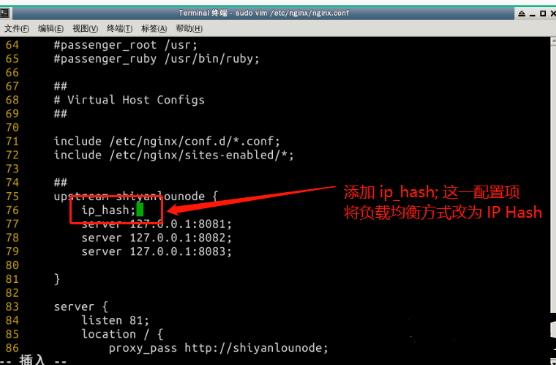 Terminal 终端 - sudo vim /etc/nginx/nginx.conf
文件(F) 编辑(E) 视图(V) 终端(T) 标签(A) 帮助(H)
64 #passenger_root /usr;
65 #passenger_ruby /usr/bin/ruby;
66
67 ##
68 # Virtual Host Configs
69 ##
70
71 include /etc/nginx/conf.d/*.conf;
72 include /etc/nginx/sites-enabled/*;
73
74 ##
75 upstream shiyanlounode {
76 ip_hash;
77 server 127.0.0.1:8081;
78 server 127.0.0.1:8082;
79 server 127.0.0.1:8083;
80
81 }
82
83 server {
84 listen 81;
85 location / {
86 proxy_pass http://shiyanlounode;
-- 插入 --
添加 ip_hash; 这一配置项
将负载均衡方式改为 IP Hash